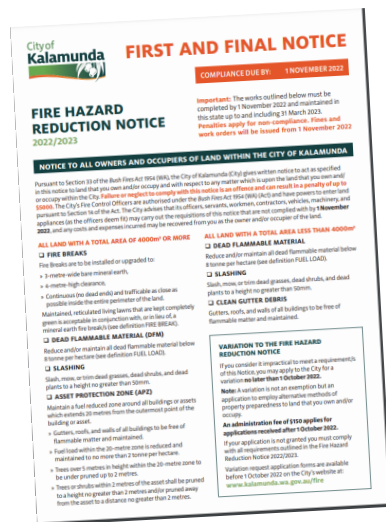 City of
Kalamunda
FIRST AND FINAL NOTICE
COMPLIANCE DUE BY: 1 NOVEMBER 2022
FIRE HAZARD
REDUCTION NOTICE
2022/2023
Important: The works outlined below must be
completed by 1 November 2022 and maintained in
this state up to and including 31 March 2023.
Penalties apply for non-compliance. Fines and
work orders will be issued from 1 November 2022
NOTICE TO ALL OWNERS AND OCCUPIERS OF LAND WITHIN THE CITY OF KALAMUNDA
Pursuant to Section 33 of the Bush Fires Act 1954 (WA), the City of Kalamunda (City) gives written notice to act as specified
in this notice to land that you own and/or occupy and with respect to any matter which is upon the land that you own and/
or occupy within the City. Failure or neglect to comply with this notice is an offence and can result in a penalty of up to
$5000. The City's Fire Control Officers are authorised under the Bush Fires Act 1954 (WA) (Act) and have powers to enter land
pursuant to Section 14 of the Act. The City advises that its officers, servants, workmen, contractors, vehicles, machinery, and
appliances (as the officers deem fit) may carry out the requisitions of this notice that are not complied with by 1 November
2022, and any costs and expenses incurred may be recovered from you as the owner and/or occupier of the land.
ALL LAND WITH A TOTAL AREA OF 4000m² OR MORE
❑ FIRE BREAKS
Fire Breaks are to be installed or upgraded to:
» 3-metre-wide bare mineral earth,
» 4-metre-high clearance,
» Continuous (no dead ends) and trafficable as close as
possible inside the entire perimeter of the land.
Maintained, reticulated living lawns that are kept completely
green is acceptable in conjunction with, or in lieu of, a
mineral earth fire break/s (see definition FIRE BREAK).
❑ DEAD FLAMMABLE MATERIAL (DFM)
Reduce and/or maintain all dead flammable material below
8 tonne per hectare (see definition FUEL LOAD).
❑ SLASHING
Slash, mow, or trim dead grasses, dead shrubs, and dead
plants to a height no greater than 50mm.
❑ ASSET PROTECTION ZONE (APZ)
Maintain a fuel reduced zone around all buildings or assets
which extends 20 metres from the outermost point of the
building or asset.
» Gutters, roofs, and walls of all buildings to be free of
flammable matter and maintained.
» Fuel load within the 20-metre zone is reduced and
maintained to no more than 2 tonne per hectare.
» Trees over 5 metres in height within the 20-metre zone to
be under pruned up to 2 metres.
» Trees or shrubs within 2 metres of the asset shall be pruned
to a height no greater than 2 metres and/or pruned away
from the asset to a distance no greater than 2 metres.
ALL LAND WITH A TOTAL AREA LESS THAN 4000m²
❑ DEAD FLAMMABLE MATERIAL
Reduce and/or maintain all dead flammable material below
8 tonne per hectare (see definition FUEL LOAD).
❑ SLASHING
Slash, mow, or trim dead grasses, dead shrubs, and dead
plants to a height no greater than 50mm.
❑ CLEAN GUTTER DEBRIS
Gutters, roofs, and walls of all buildings to be free of
flammable matter and maintained.
VARIATION TO THE FIRE HAZARD
REDUCTION NOTICE
If you consider it impractical to meet a requirement/s
of this Notice, you may apply to the City for a
variation no later than 1 October 2022.
Note: A variation is not an exemption but an
application to employ alternative methods of
property preparedness to land that you own and/or
occupy.
An administration fee of $150 applies for
applications received after 1 October 2022.
If your application is not granted you must comply
with all requirements outlined in the Fire Hazard
Reduction Notice 2022/2023.
Variation request application forms are available
before 1 October 2022 on the City's website at:
www.kalamunda.wa.gov.au/fire